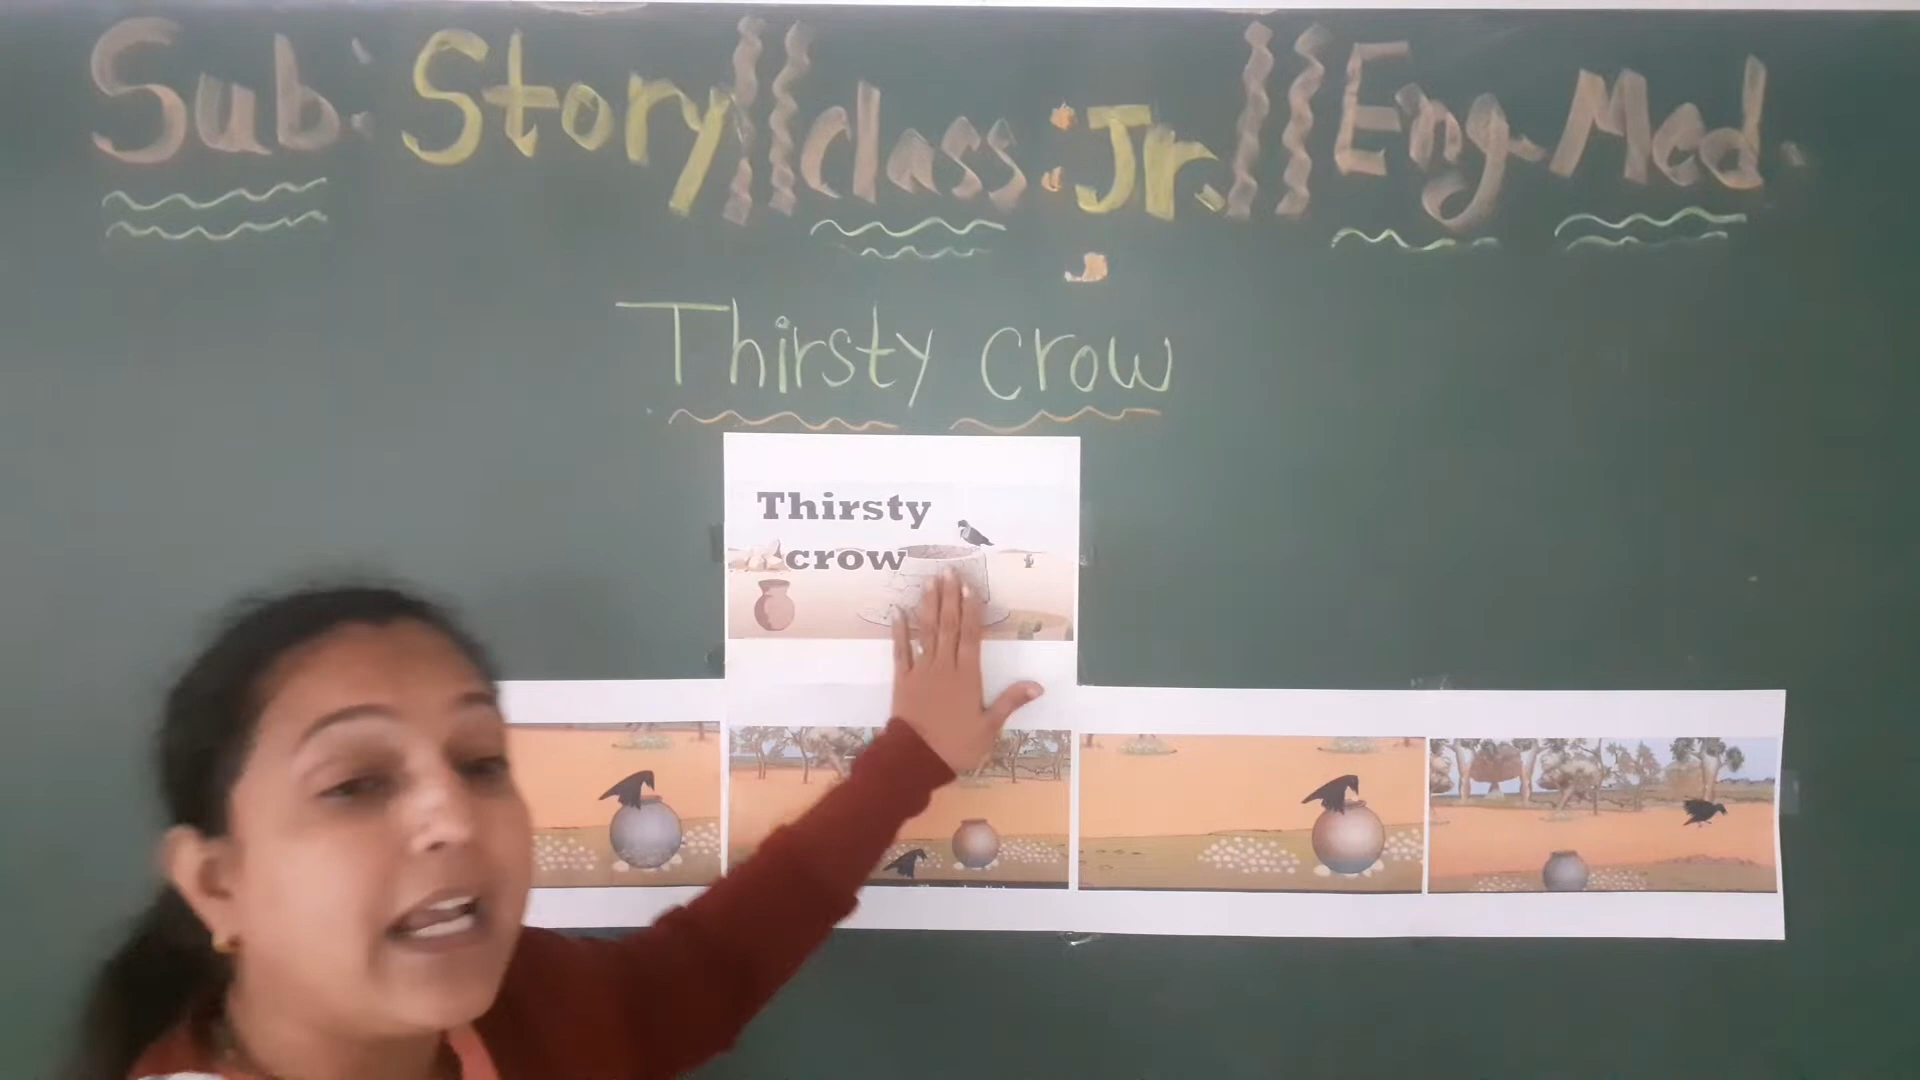 Sub: Story || class: Jr. || Eng. Med.
Thirsty crow
Thirsty
crow